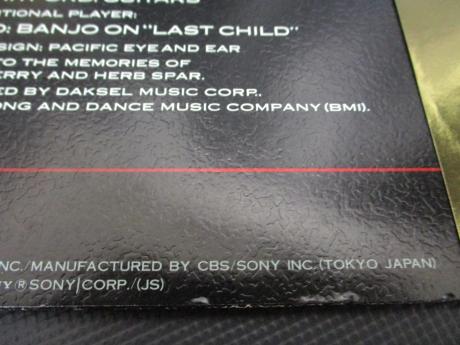 TIONAL PLAYER:
D: BANJO ON "LAST CHILD"
SIGN: PACIFIC EYE AND EAR
TO THE MEMORIES OF
ERRY AND HERB SPAR.
ED BY DAKSEL MUSIC CORP.
ONG AND DANCE MUSIC COMPANY (BMI).
NC./MANUFACTURED BY CBS/SONY INC. (TOKYO JAPAN)
Y® SONY CORP./(JS)